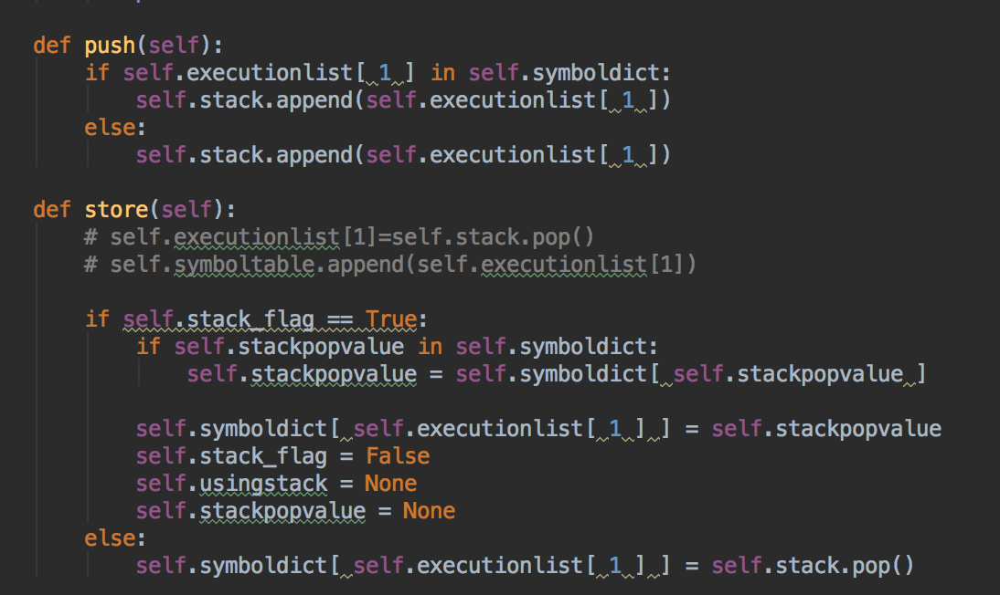 def push(self):
    if self.executionlist[ 1 ] in self.symboldict:
        self.stack.append(self.executionlist[ 1 ])
    else:
        self.stack.append(self.executionlist[ 1 ])

def store(self):
    # self.executionlist[1]=self.stack.pop()
    # self.symboltable.append(self.executionlist[1])

    if self.stack_flag == True:
        if self.stackpopvalue in self.symboldict:
            self.stackpopvalue = self.symboldict[ self.stackpopvalue ]

        self.symboldict[ self.executionlist[ 1 ] ] = self.stackpopvalue
        self.stack_flag = False
        self.usingstack = None
        self.stackpopvalue = None
    else:
        self.symboldict[ self.executionlist[ 1 ] ] = self.stack.pop()